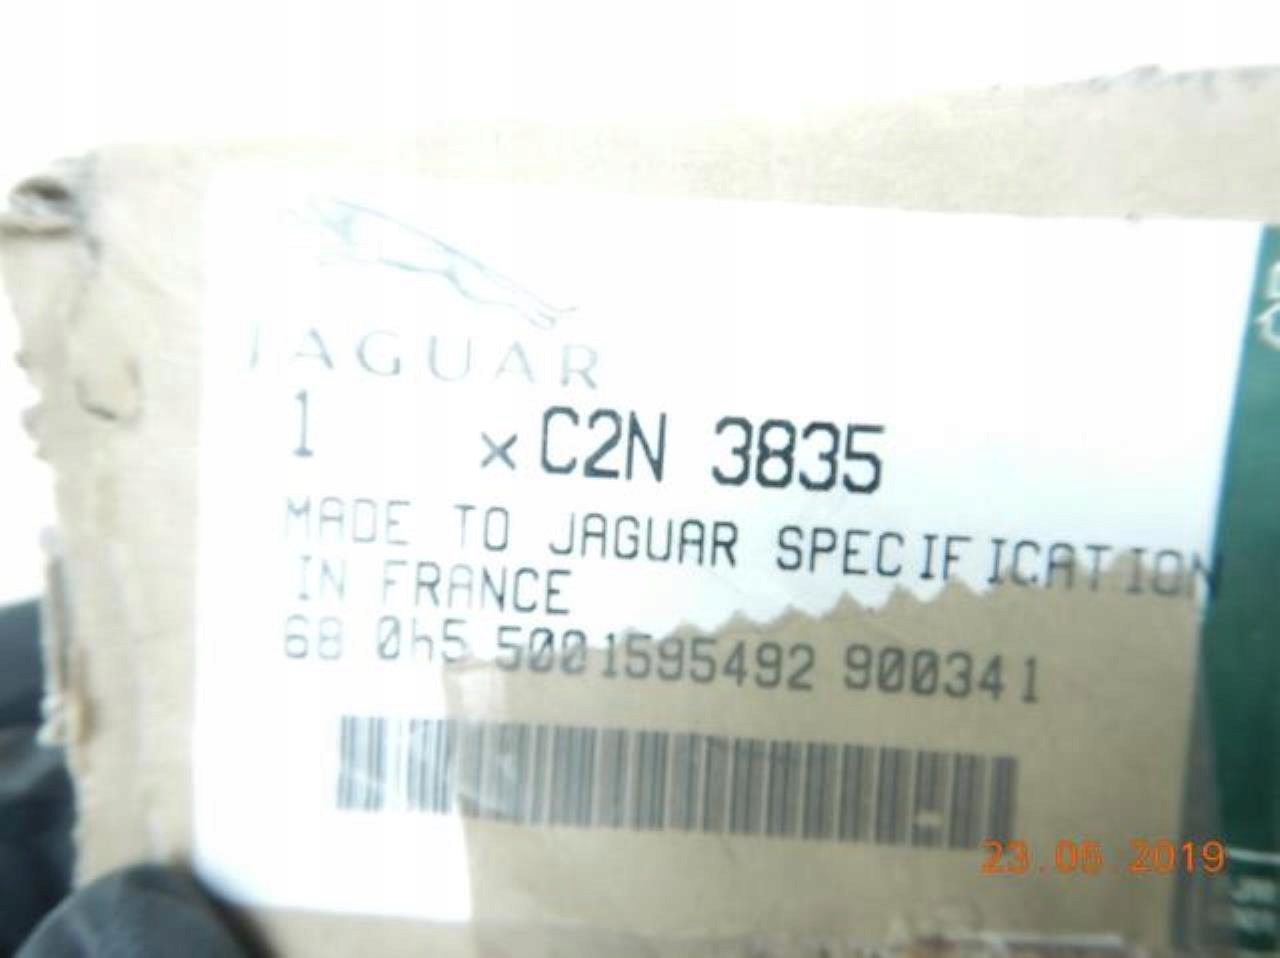 JAGUAR
1 x C2N 3835
MADE TO JAGUAR SPECIFICATION
IN FRANCE
68 0h5 5001595492 900341
23.05.2019